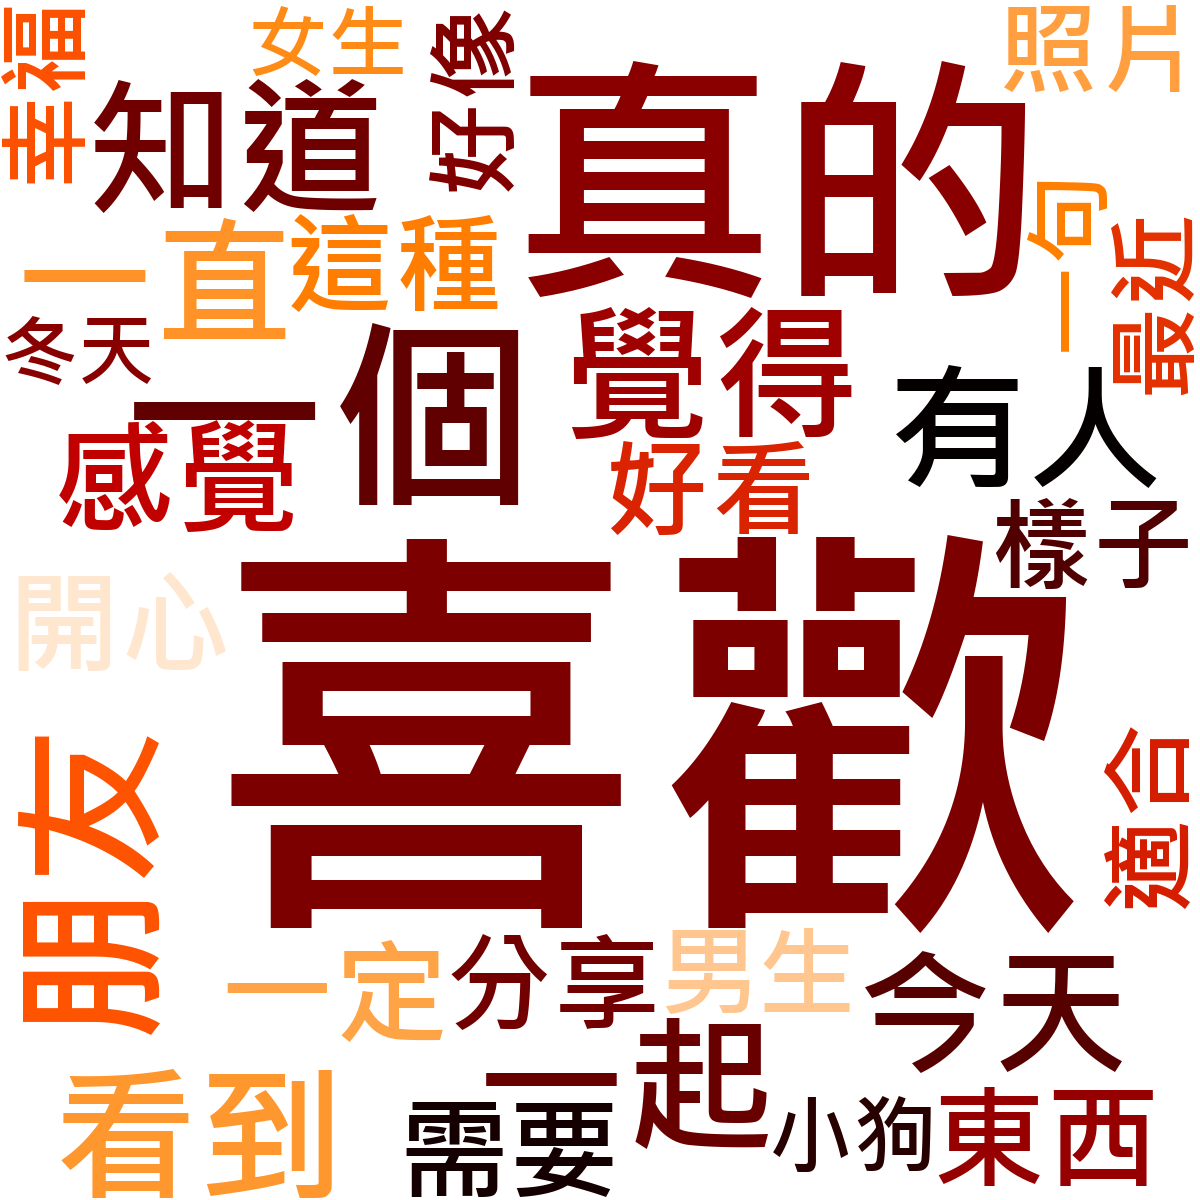 幸福
女生
好像
照片
知道
真的
一句
最近
一直
這種
冬天
一個
覺得
有人
感覺
好看
樣子
開心
喜歡
朋友
適合
一定
分享
男生
今天
看到
需要
一起
小狗
東西